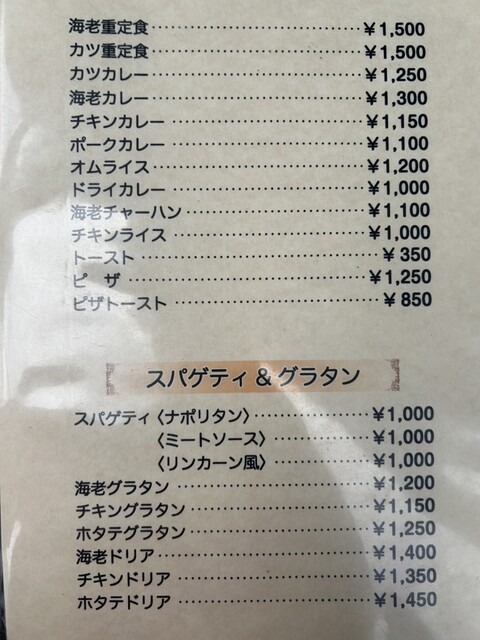 海老重定食 ¥1,500
カツ重定食 ¥1,500
カツカレー ¥1,250
海老カレー ¥1,300
チキンカレー ¥1,150
ポークカレー ¥1,100
オムライス ¥1,200
ドライカレー ¥1,000
海老チャーハン ¥1,100
チキンライス ¥1,000
トースト ¥350
ピ　ザ ¥1,250
ピザトースト ¥850
スパゲティ & グラタン
スパゲティ〈ナポリタン〉 ¥1,000
〈ミートソース〉 ¥1,000
〈リンカーン風〉 ¥1,000
海老グラタン ¥1,200
チキングラタン ¥1,150
ホタテグラタン ¥1,250
海老ドリア ¥1,400
チキンドリア ¥1,350
ホタテドリア ¥1,450